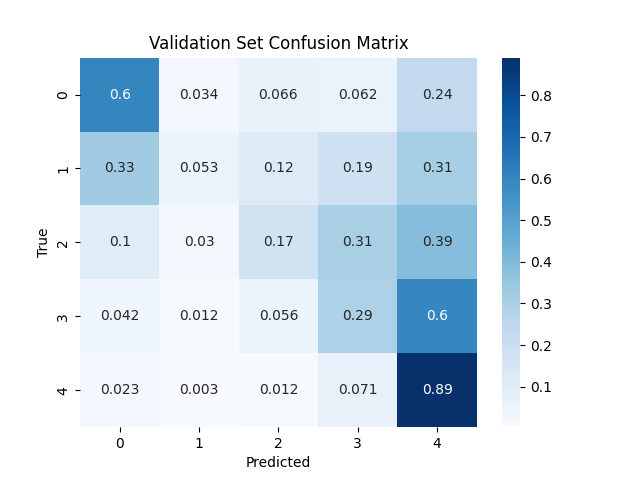 Validation Set Confusion Matrix
0 0.6 0.034 0.066 0.062 0.24
1 0.33 0.053 0.12 0.19 0.31
2 0.1 0.03 0.17 0.31 0.39
3 0.042 0.012 0.056 0.29 0.6
4 0.023 0.003 0.012 0.071 0.89
0 1 2 3 4
Predicted
True
0.8
0.7
0.6
0.5
0.4
0.3
0.2
0.1